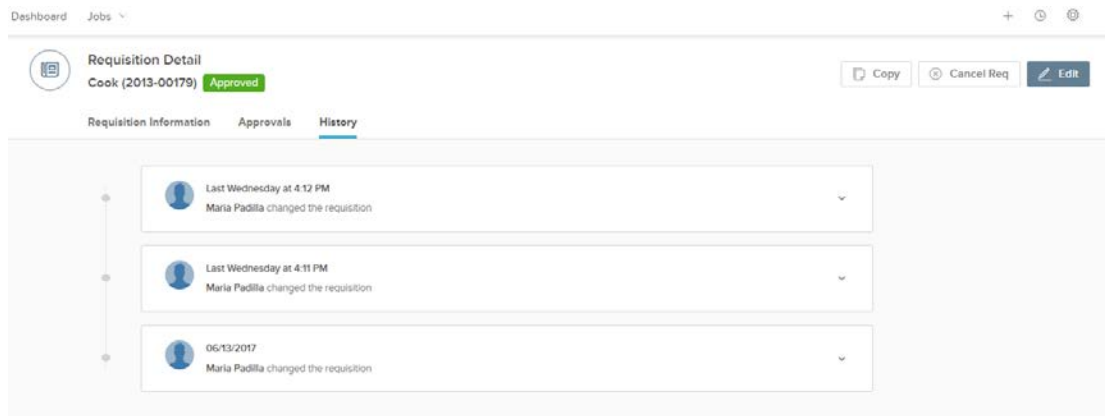 Dashboard Jobs
Requisition Detail
Cook (2013-00179) Approved
Copy Cancel Req Edit
Requisition Information Approvals History
Last Wednesday at 4:12 PM
Maria Padilla changed the requisition
Last Wednesday at 4:11 PM
Maria Padilla changed the requisition
06/13/2017
Maria Padilla changed the requisition